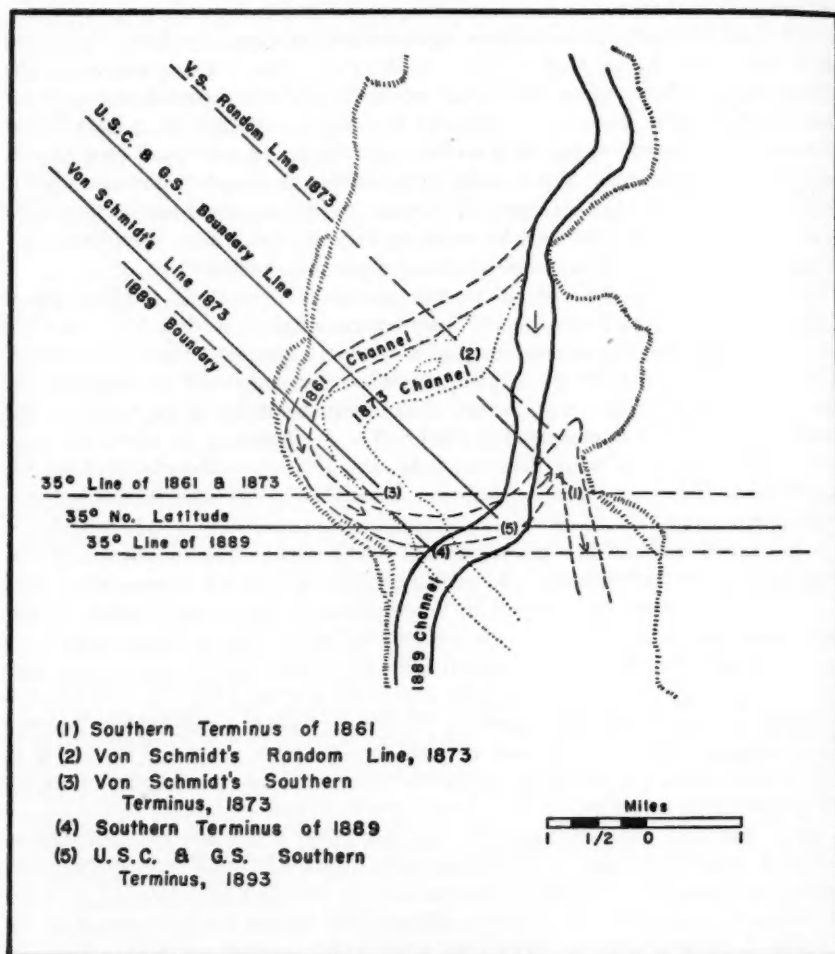 V.S. Random Line, 1873
U.S.C. & G.S. Boundary Line
Von Schmidt's Line 1873
1889 Boundary
1861 Channel
1873 Channel
(2)
35° Line of 1861 & 1873
(3)
(1)
35° No. Latitude
(5)
35° Line of 1889
(4)
1889 Channel
(1) Southern Terminus of 1861
(2) Von Schmidt's Random Line, 1873
(3) Von Schmidt's Southern
Terminus, 1873
(4) Southern Terminus of 1889
(5) U.S.C. & G.S. Southern
Terminus, 1893
Miles
1 1/2 0 1